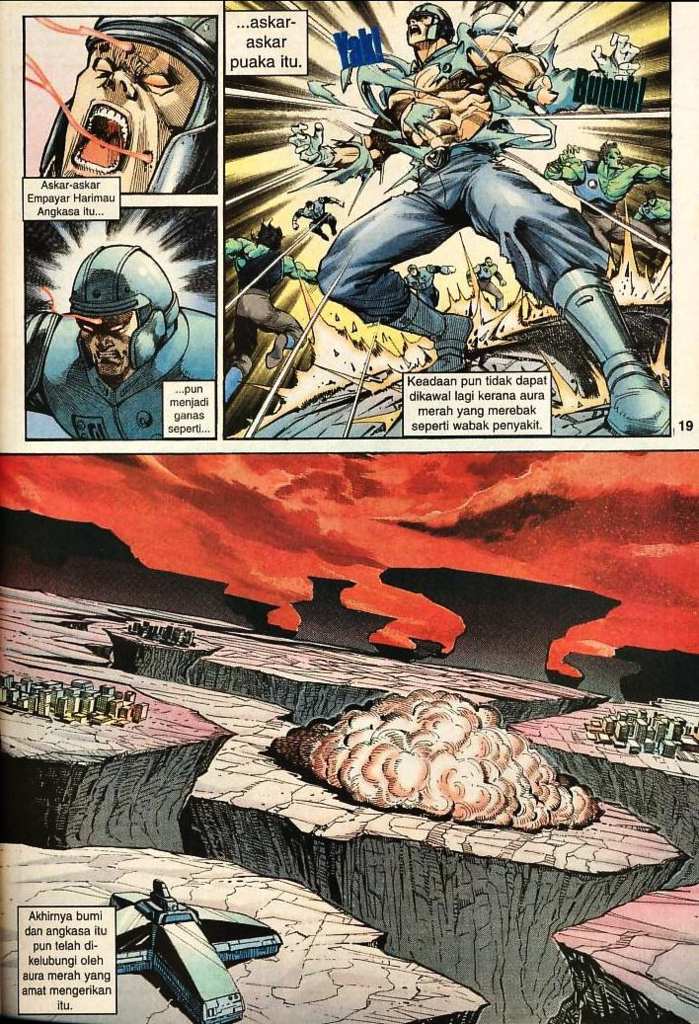 Askar-askar
Empayar Harimau
Angkasa itu...
...pun
menjadi
ganas
seperti...
...askar-
askar
puaka itu.
Yak!
Bunuh!
Keadaan pun tidak dapat
dikawal lagi kerana aura
merah yang merebak
seperti wabak penyakit.
19
Akhirnya bumi
dan angkasa itu
pun telah di-
kelubungi oleh
aura merah yang
amat mengerikan
itu.